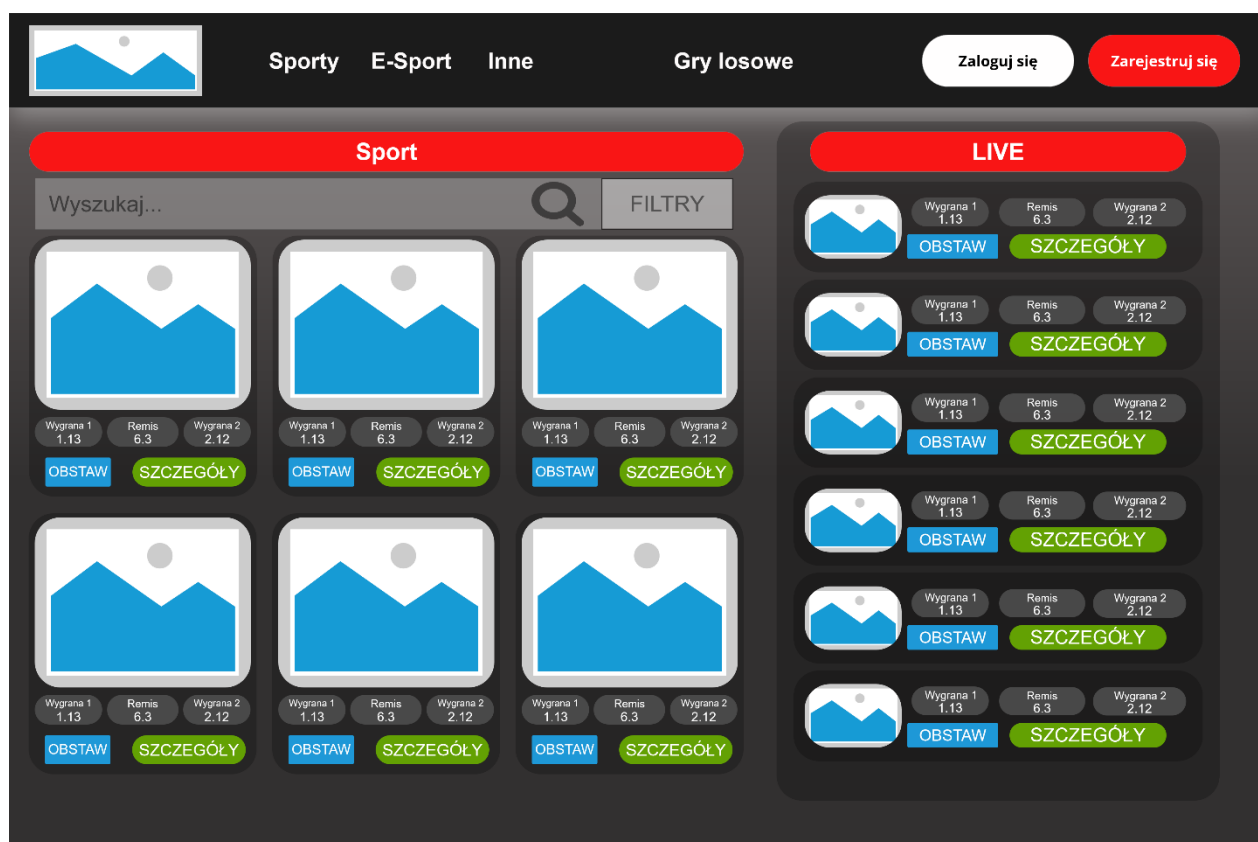 Sporty E-Sport Inne Gry losowe Zaloguj się Zarejestruj się
Sport
Wyszukaj... FILTRY
Wygrana 1 Remis Wygrana 2
1.13 6.3 2.12
OBSTAW SZCZEGÓŁY
Wygrana 1 Remis Wygrana 2
1.13 6.3 2.12
OBSTAW SZCZEGÓŁY
Wygrana 1 Remis Wygrana 2
1.13 6.3 2.12
OBSTAW SZCZEGÓŁY
Wygrana 1 Remis Wygrana 2
1.13 6.3 2.12
OBSTAW SZCZEGÓŁY
Wygrana 1 Remis Wygrana 2
1.13 6.3 2.12
OBSTAW SZCZEGÓŁY
Wygrana 1 Remis Wygrana 2
1.13 6.3 2.12
OBSTAW SZCZEGÓŁY
LIVE
Wygrana 1 Remis Wygrana 2
1.13 6.3 2.12
OBSTAW SZCZEGÓŁY
Wygrana 1 Remis Wygrana 2
1.13 6.3 2.12
OBSTAW SZCZEGÓŁY
Wygrana 1 Remis Wygrana 2
1.13 6.3 2.12
OBSTAW SZCZEGÓŁY
Wygrana 1 Remis Wygrana 2
1.13 6.3 2.12
OBSTAW SZCZEGÓŁY
Wygrana 1 Remis Wygrana 2
1.13 6.3 2.12
OBSTAW SZCZEGÓŁY
Wygrana 1 Remis Wygrana 2
1.13 6.3 2.12
OBSTAW SZCZEGÓŁY